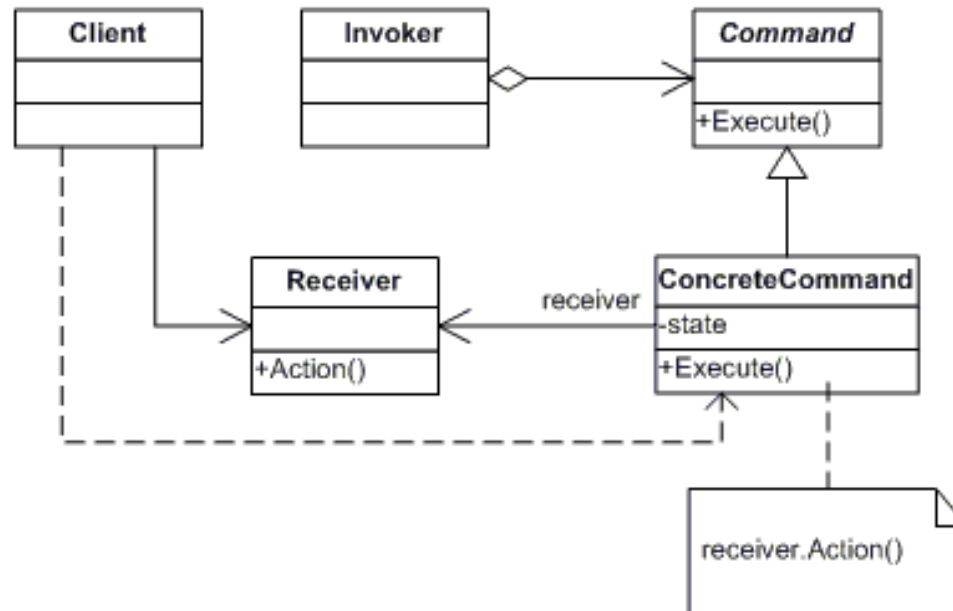 Client
Invoker
Command
+Execute()
Receiver
+Action()
receiver
ConcreteCommand
-state
+Execute()
receiver.Action()